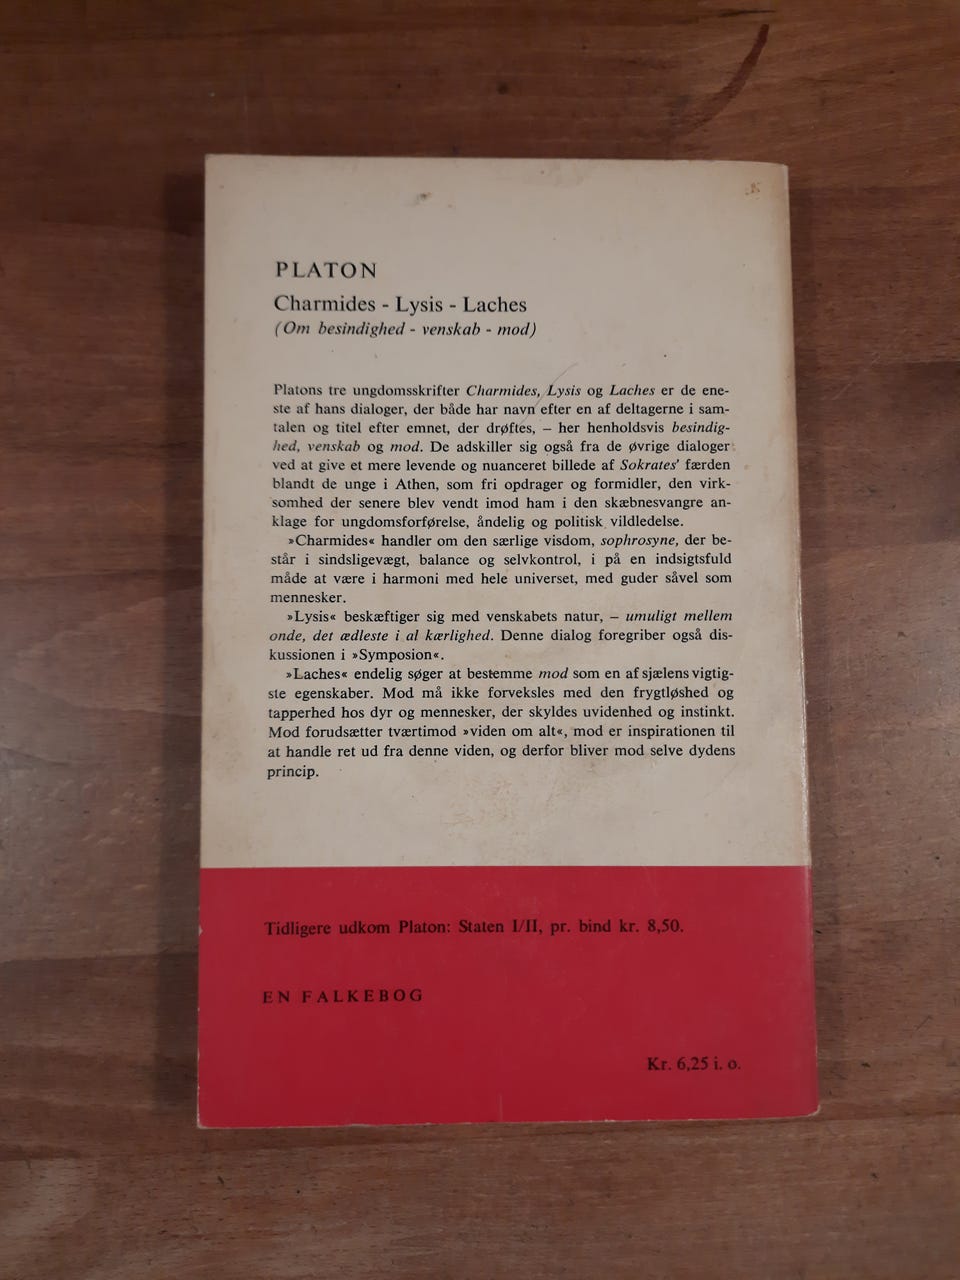 PLATON
Charmides - Lysis - Laches
(Om besindighed - venskab - mod)
Platons tre ungdomsskrifter Charmides, Lysis og Laches er de ene-
ste af hans dialoger, der både har navn efter en af deltagerne i sam-
talen og titel efter emnet, der drøftes, – her henholdsvis besindig-
hed, venskab og mod. De adskiller sig også fra de øvrige dialoger
ved at give et mere levende og nuanceret billede af Sokrates' færden
blandt de unge i Athen, som fri opdrager og formidler, den virk-
somhed der senere blev vendt imod ham i den skæbnesvangre an-
klage for ungdomsforførelse, åndelig og politisk vildledelse.
»Charmides« handler om den særlige visdom, sophrosyne, der be-
står i sindsligevægt, balance og selvkontrol, i på en indsigtsfuld
måde at være i harmoni med hele universet, med guder såvel som
mennesker.
»Lysis« beskæftiger sig med venskabets natur, – umuligt mellem
onde, det ædleste i al kærlighed. Denne dialog foregriber også dis-
kussionen i »Symposion«.
»Laches« endelig søger at bestemme mod som en af sjælens vigtig-
ste egenskaber. Mod må ikke forveksles med den frygtløshed og
tapperhed hos dyr og mennesker, der skyldes uvidenhed og instinkt.
Mod forudsætter tværtimod »viden om alt«, mod er inspirationen til
at handle ret ud fra denne viden, og derfor bliver mod selve dydens
princip.
Tidligere udkom Platon: Staten I/II, pr. bind kr. 8,50.
EN FALKEBOG
Kr. 6,25 i. o.